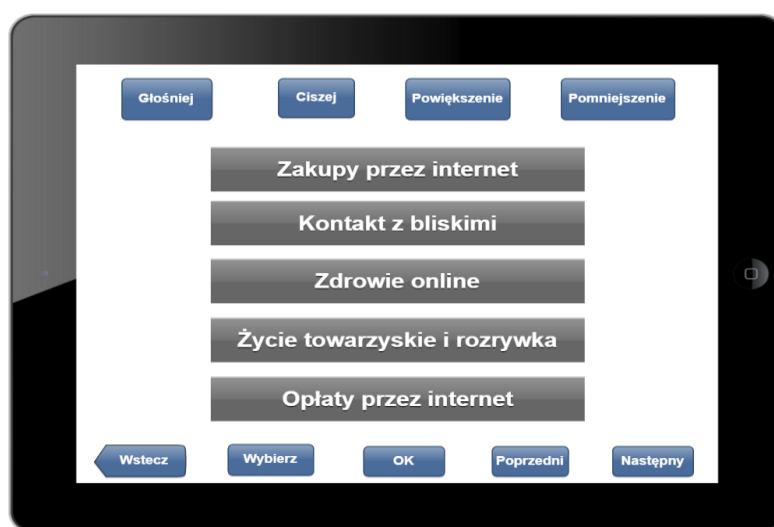 Głośniej
Ciszej
Powiększenie
Pomniejszenie
Zakupy przez internet
Kontakt z bliskimi
Zdrowie online
Życie towarzyskie i rozrywka
Opłaty przez internet
Wstecz
Wybierz
OK
Poprzedni
Następny